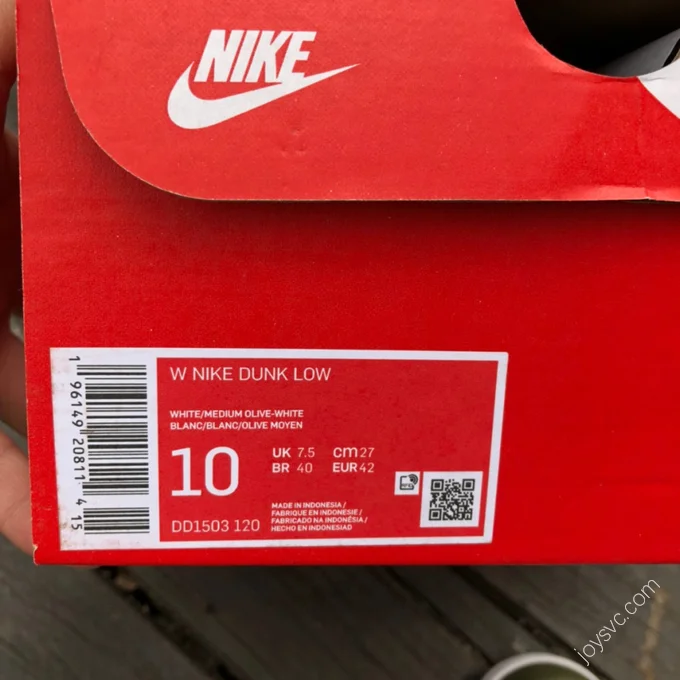 NIKE
W NIKE DUNK LOW
WHITE/MEDIUM OLIVE-WHITE
BLANC/BLANC/OLIVE MOYEN
10
UK 7.5 cm 27
BR 40 EUR 42
DD1503 120
MADE IN INDONESIA /
FABRIQUE EN INDONESIE /
FABRICADO NA INDONÉSIA /
HECHO EN INDONESIAD
1 96149 20811 4 15
joysvc.com